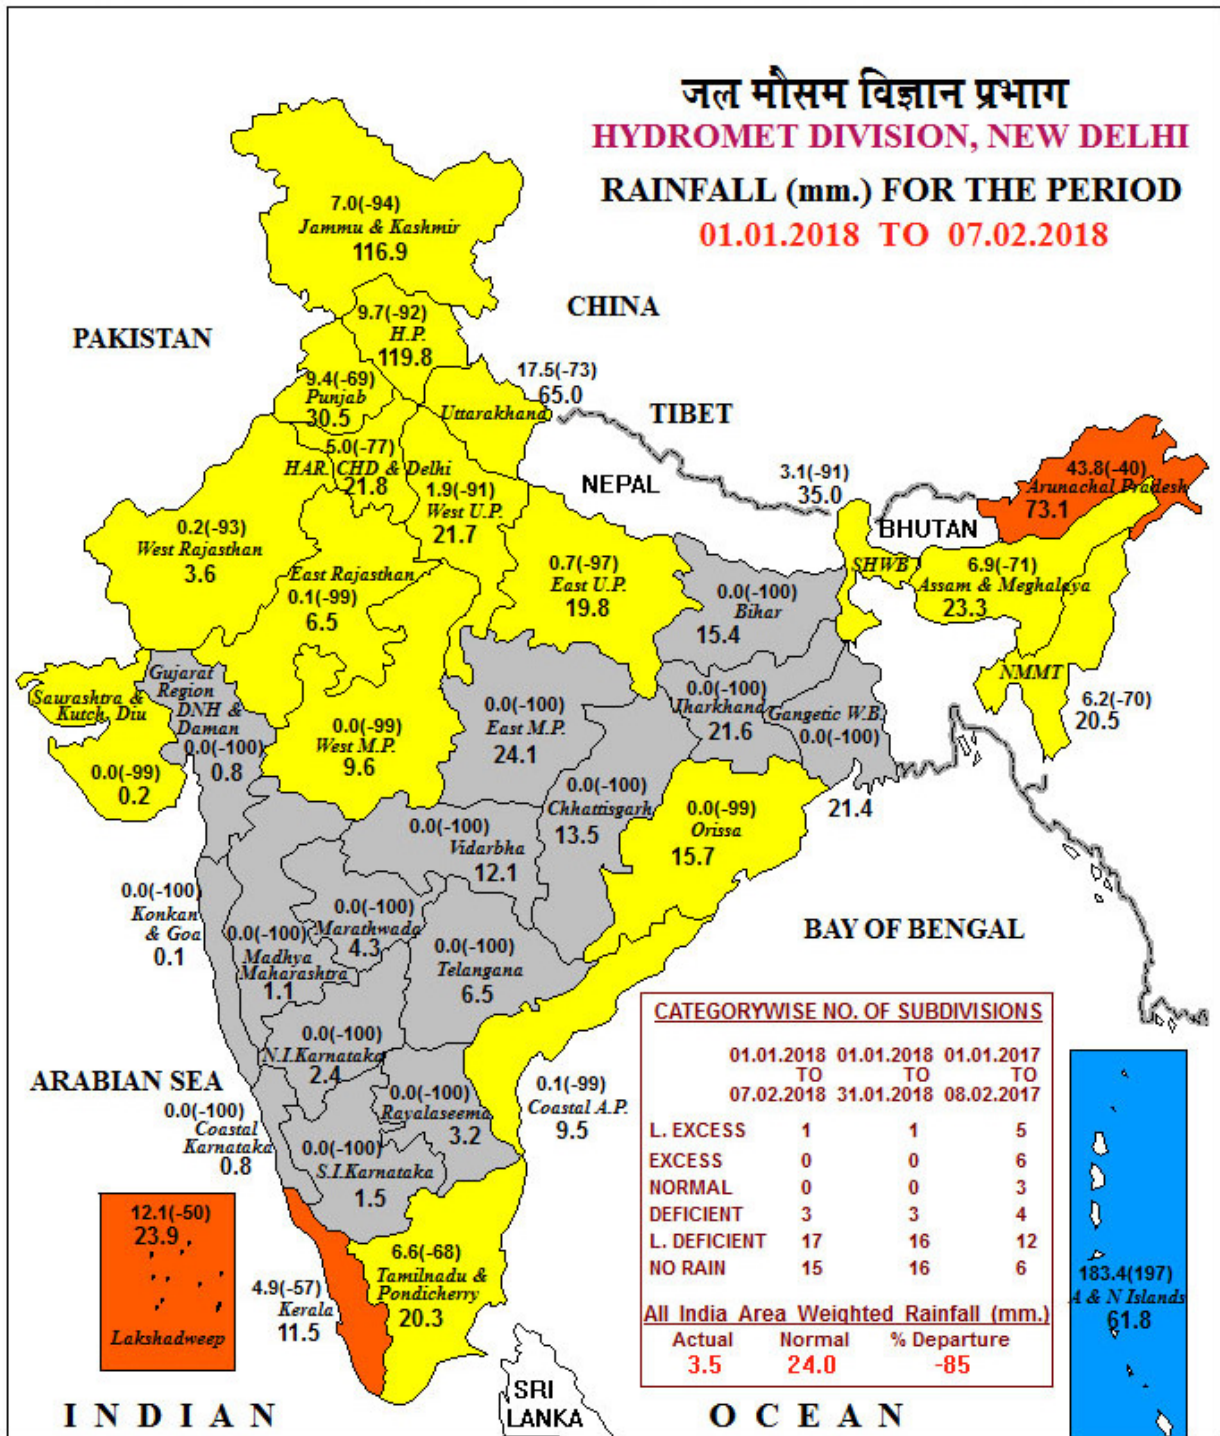 जल मौसम विज्ञान प्रभाग
HYDROMET DIVISION, NEW DELHI
RAINFALL (mm.) FOR THE PERIOD
01.01.2018 TO 07.02.2018
7.0(-94)
Jammu & Kashmir
116.9
CHINA
PAKISTAN
9.7(-92)
H.P.
119.8
9.4(-69)
Punjab
30.5
17.5(-73)
65.0
Uttarakhand
TIBET
5.0(-77)
HAR. CHD & Delhi
21.8
NEPAL
3.1(-91)
35.0
43.8(-40)
Arunachal Pradesh
73.1
1.9(-91)
West U.P.
21.7
BHUTAN
0.2(-93)
West Rajasthan
3.6
East Rajasthan
0.1(-99)
6.5
0.7(-97)
East U.P.
19.8
0.0(-100)
Bihar
15.4
SHWB
6.9(-71)
Assam & Meghalaya
23.3
NMMT
6.2(-70)
20.5
Saurashtra &
Kutch, Diu
0.0(-99)
0.2
Gujarat
Region
DNH &
Daman
0.0(-100)
0.8
0.0(-99)
West M.P.
9.6
0.0(-100)
East M.P.
24.1
0.0(-100)
Jharkhand
21.6
Gangetic W.B.
0.0(-100)
21.4
0.0(-100)
Chhattisgarh
13.5
0.0(-99)
Orissa
15.7
0.0(-100)
Vidarbha
12.1
0.0(-100)
Konkan
& Goa
0.1
0.0(-100)
Madhya
Maharashtra
1.1
0.0(-100)
Marathwada
4.3
0.0(-100)
Telangana
6.5
BAY OF BENGAL
0.0(-100)
N.I.Karnataka
2.4
ARABIAN SEA
0.0(-100)
Coastal
Karnataka
0.8
0.0(-100)
Rayalaseema
3.2
0.1(-99)
Coastal A.P.
9.5
0.0(-100)
S.I.Karnataka
1.5
12.1(-50)
23.9
Lakshadweep
4.9(-57)
Kerala
11.5
6.6(-68)
Tamilnadu &
Pondicherry
20.3
CATEGORYWISE NO. OF SUBDIVISIONS
01.01.2018 01.01.2018 01.01.2017
TO TO TO
07.02.2018 31.01.2018 08.02.2017
L. EXCESS 1 1 5
EXCESS 0 0 6
NORMAL 0 0 3
DEFICIENT 3 3 4
L. DEFICIENT 17 16 12
NO RAIN 15 16 6
All India Area Weighted Rainfall (mm.)
Actual Normal % Departure
3.5 24.0 -85
183.4(197)
A & N Islands
61.8
SRI
LANKA
INDIAN OCEAN